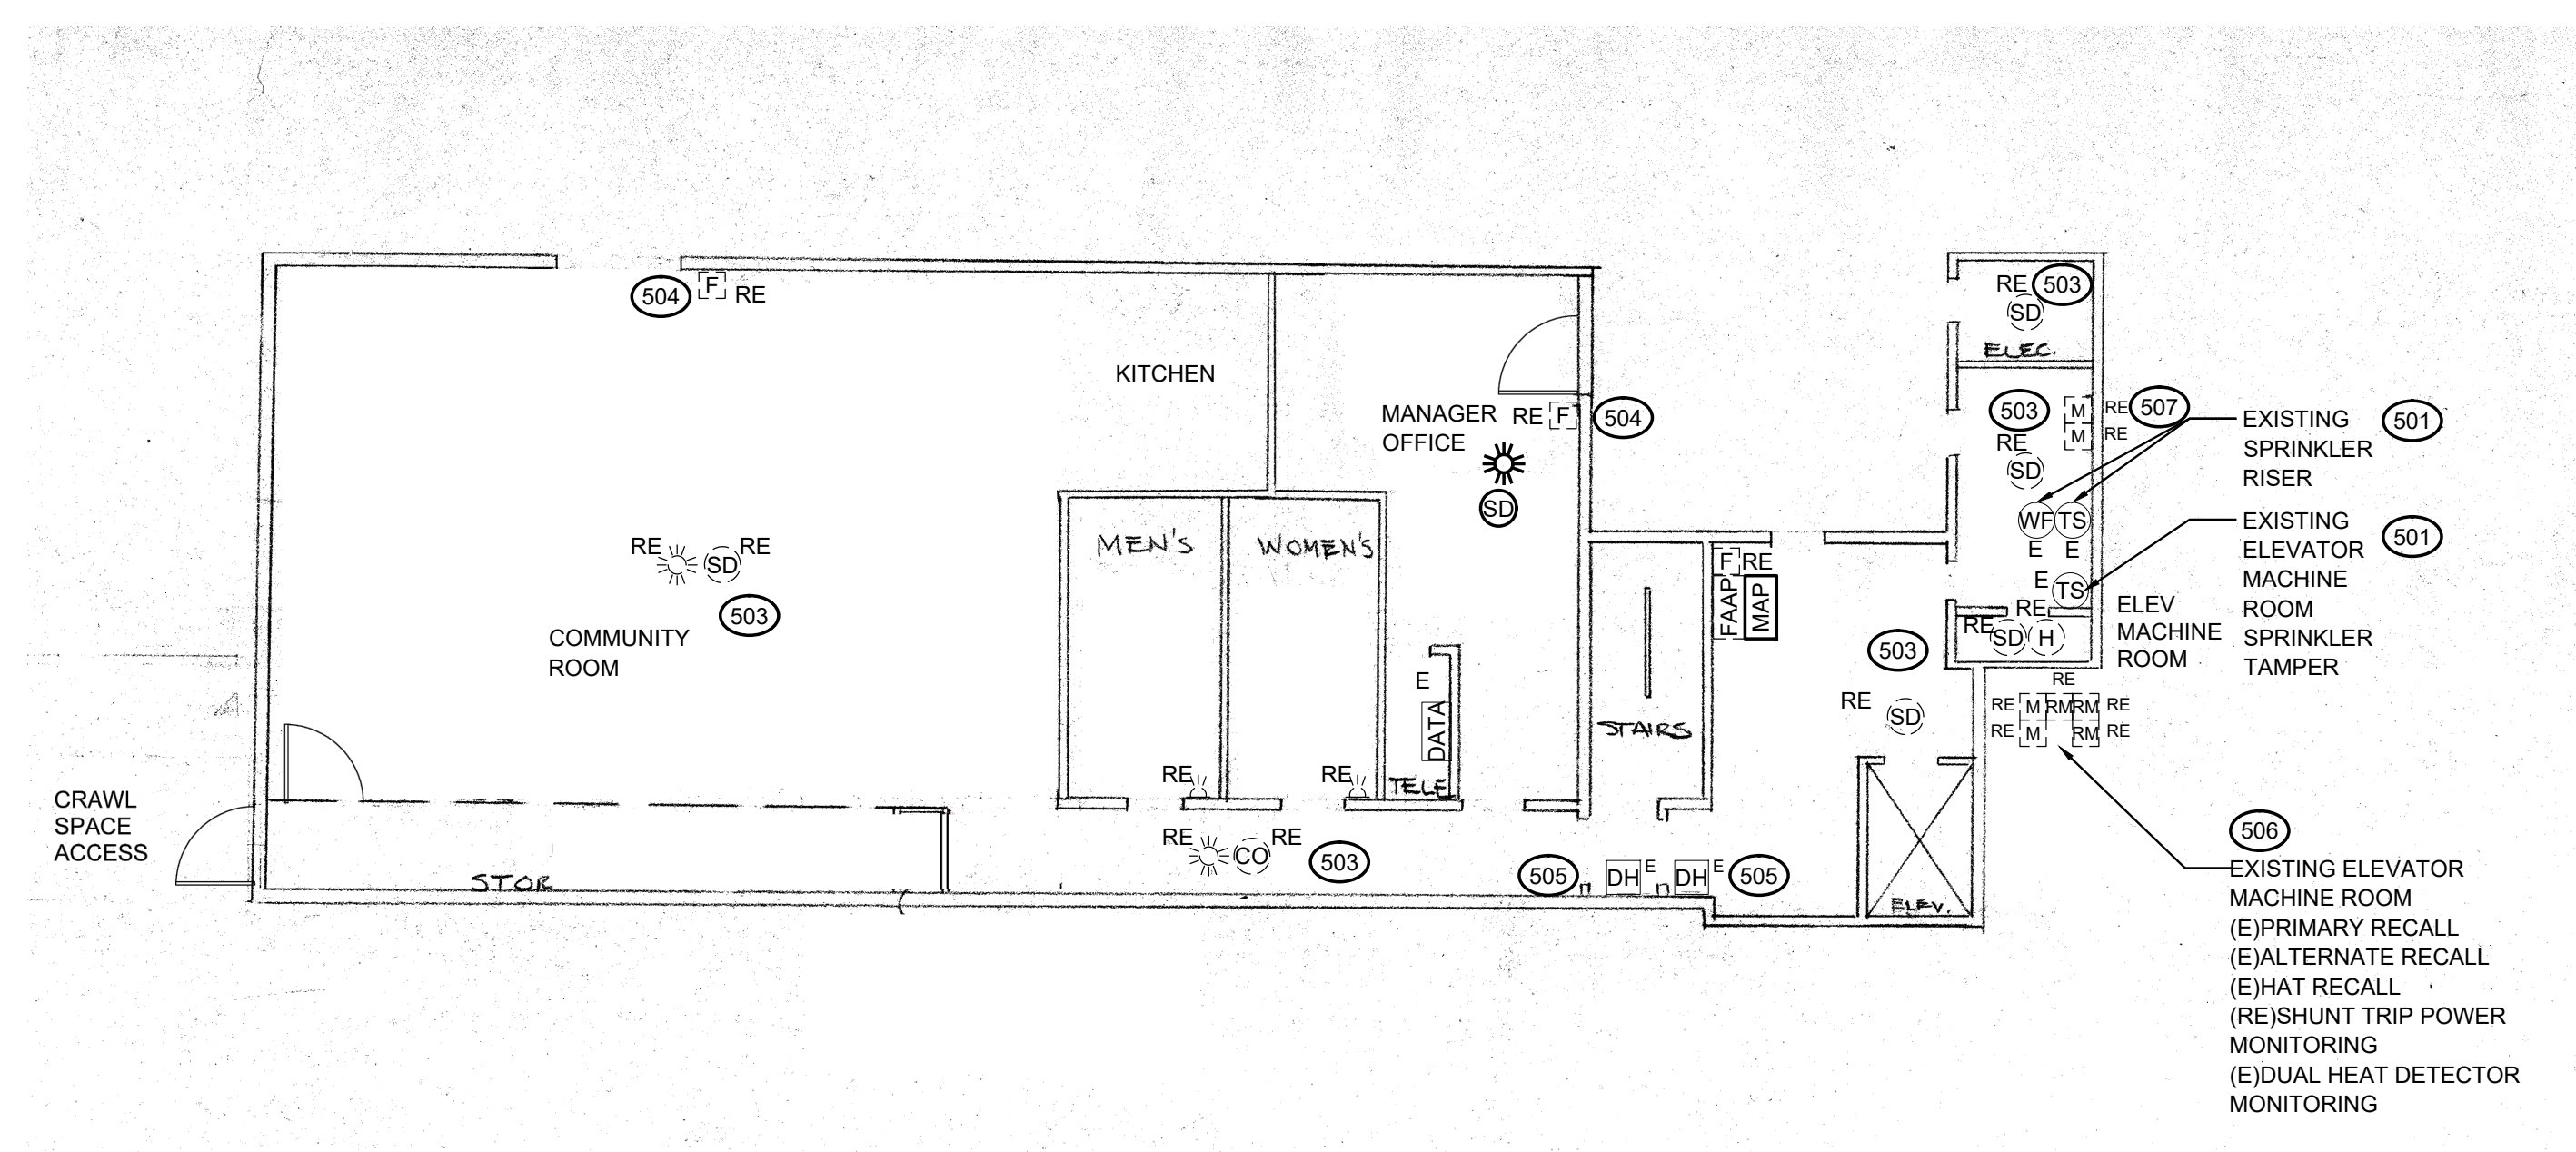 504
F
RE
KITCHEN
MANAGER
OFFICE
RE
F
504
RE
503
SD
ELEC.
503
RE
SD
M
RE
M
RE
507
EXISTING
SPRINKLER
RISER
501
WF
TS
E
E
EXISTING
ELEVATOR
MACHINE
ROOM
SPRINKLER
TAMPER
501
E
TS
RE
RE
SD
H
ELEV
MACHINE
ROOM
SD
MEN'S
WOMEN'S
RE
SD
RE
503
COMMUNITY
ROOM
F
RE
FAAP
MAP
503
RE
SD
E
DATA
TELE
STAIRS
RE
RE
M
RM
RM
RE
RE
M
RM
RE
RE
RE
CRAWL
SPACE
ACCESS
STOR
RE
CO
RE
503
505
DH
E
DH
E
505
ELEV.
506
EXISTING ELEVATOR
MACHINE ROOM
(E)PRIMARY RECALL
(E)ALTERNATE RECALL
(E)HAT RECALL
(RE)SHUNT TRIP POWER
MONITORING
(E)DUAL HEAT DETECTOR
MONITORING